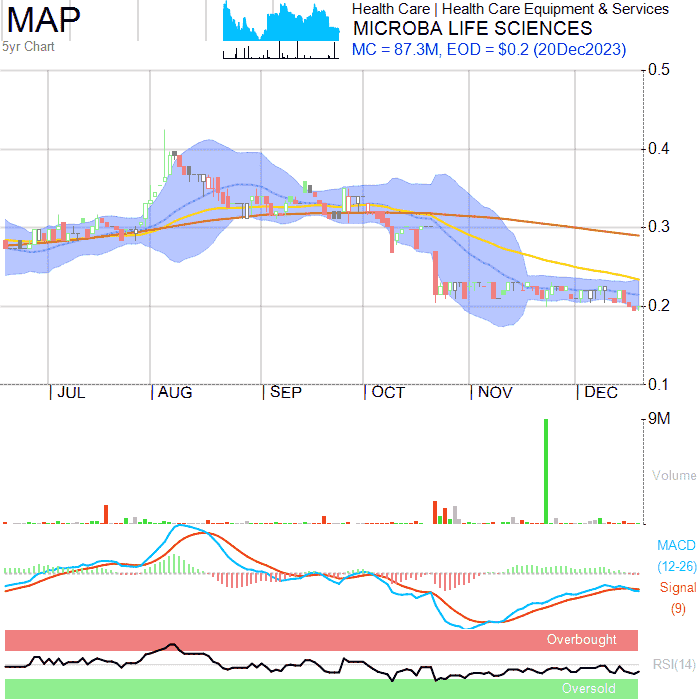 MAP
5yr Chart
Health Care | Health Care Equipment & Services
MICROBA LIFE SCIENCES
MC = 87.3M, EOD = $0.2 (20Dec2023)
0.5
0.4
0.3
0.2
0.1
JUL AUG SEP OCT NOV DEC
9M
Volume
MACD
(12-26)
Signal
(9)
Overbought
RSI(14)
Oversold